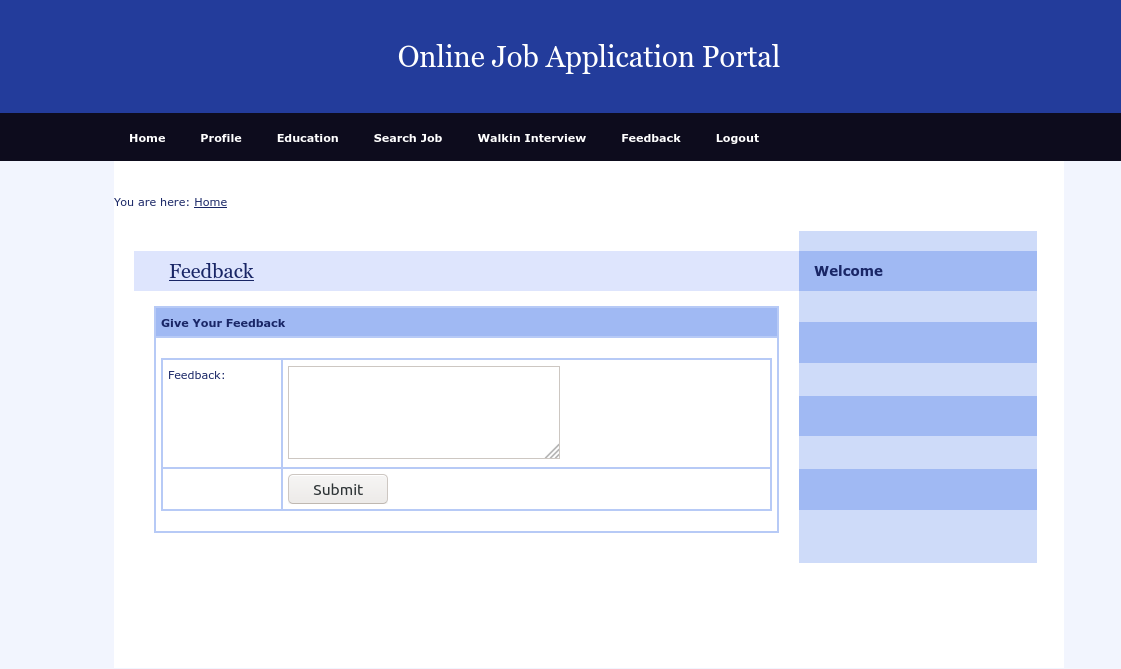 Online Job Application Portal
Home Profile Education Search Job Walkin Interview Feedback Logout
You are here: Home
Feedback
Welcome
Give Your Feedback
Feedback:
Submit